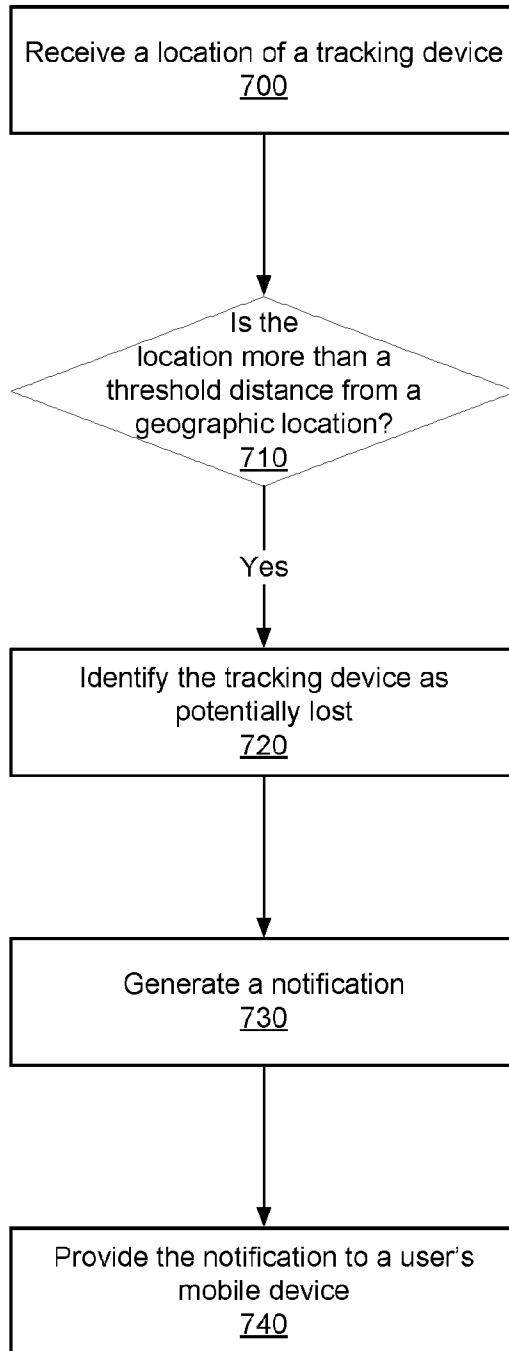 Receive a location of a tracking device
700
Is the
location more than a
threshold distance from a
geographic location?
710
Yes
Identify the tracking device as
potentially lost
720
Generate a notification
730
Provide the notification to a user's
mobile device
740